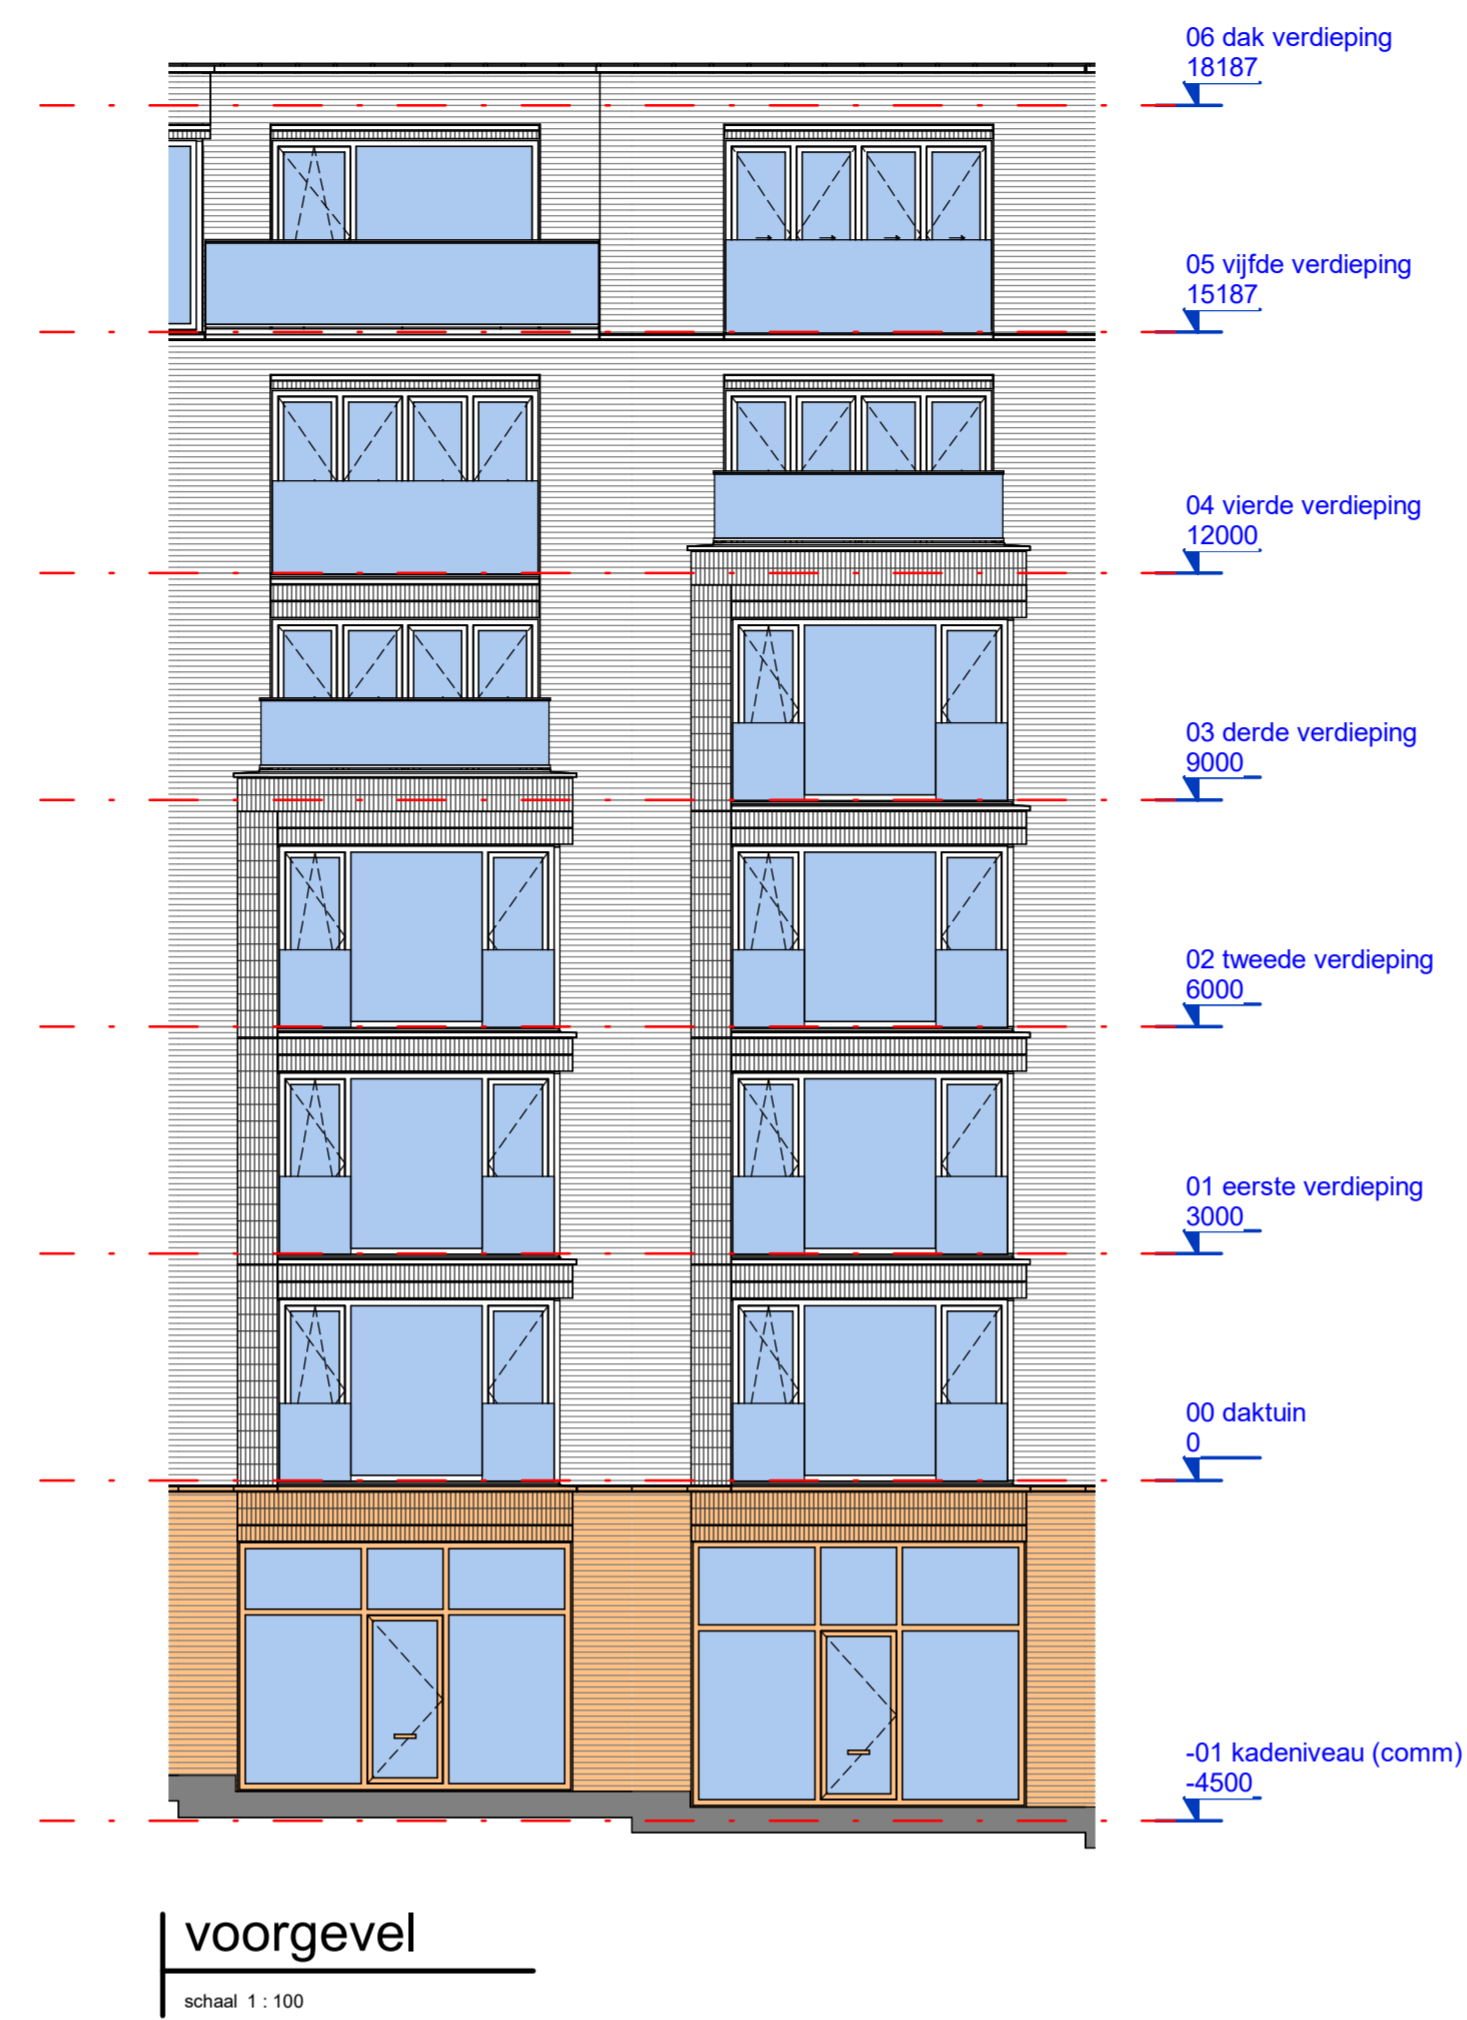 06 dak verdieping
18187
05 vijfde verdieping
15187
04 vierde verdieping
12000
03 derde verdieping
9000
02 tweede verdieping
6000
01 eerste verdieping
3000
00 daktuin
0
-01 kadeniveau (comm)
-4500
voorgevel
schaal 1 : 100